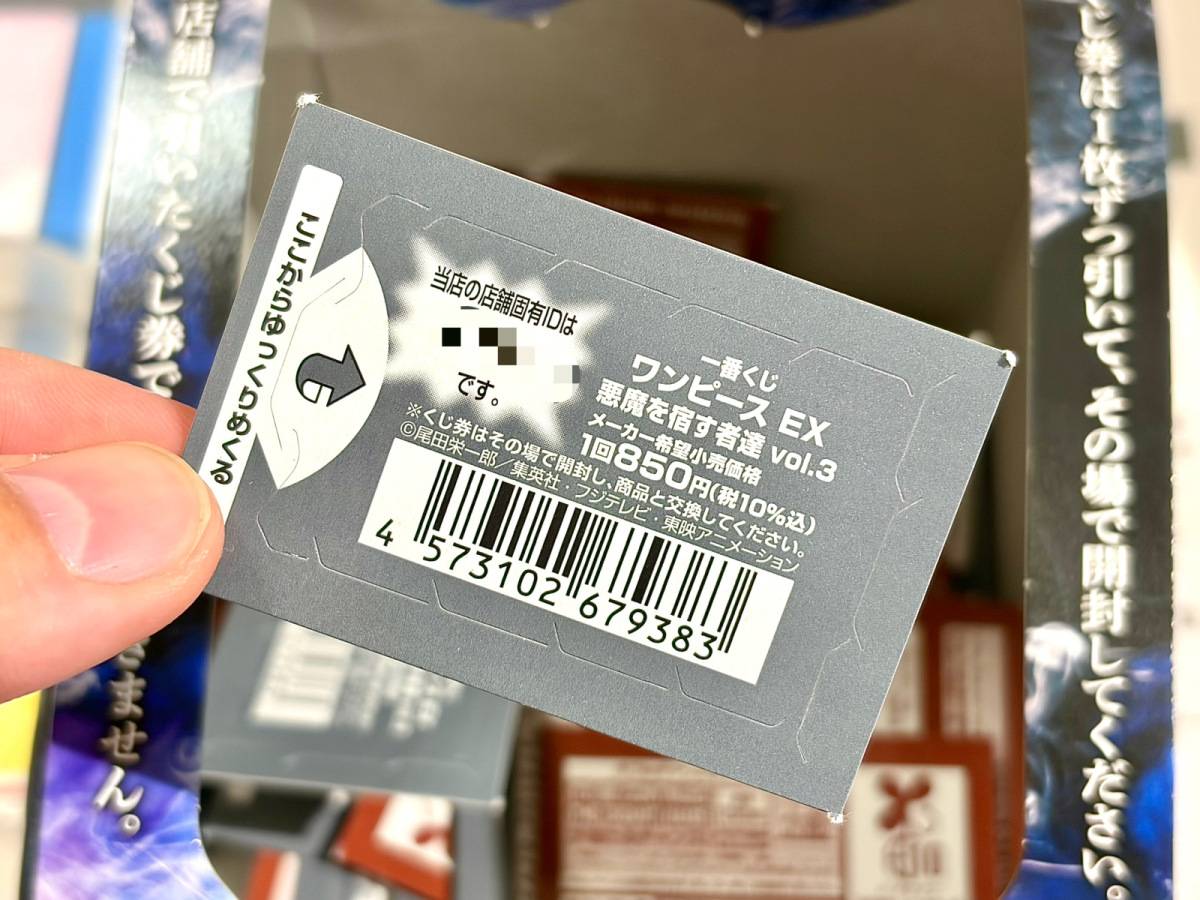 店舗で引いたくじ券で
きません。
くじ券は1枚ずつ引いて、その場で開封してください。
ここからゆっくりめくる
当店の店舗固有IDは
です。
一番くじ
ワンピース EX
悪魔を宿す者達 vol.3
メーカー希望小売価格
1回850円(税10%込)
※くじ券はその場で開封し、商品と交換してください。
©尾田栄一郎/集英社・フジテレビ・東映アニメーション
4 573102 679383